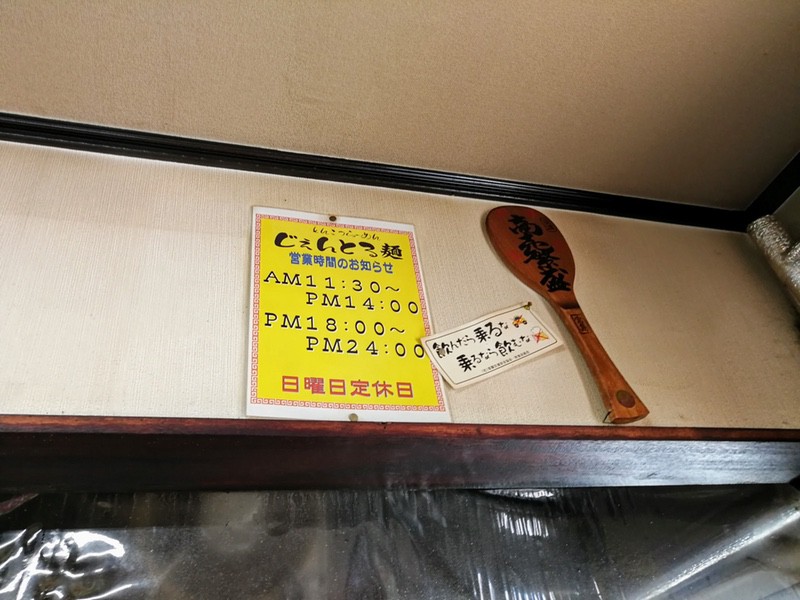 とんこつらーめん
じぇんとる麺
営業時間のお知らせ
AM11:30～
PM14:00
PM18:00～
PM24:00
日曜日定休日
飲んだら乗るな
乗るなら飲むな
商売繁盛